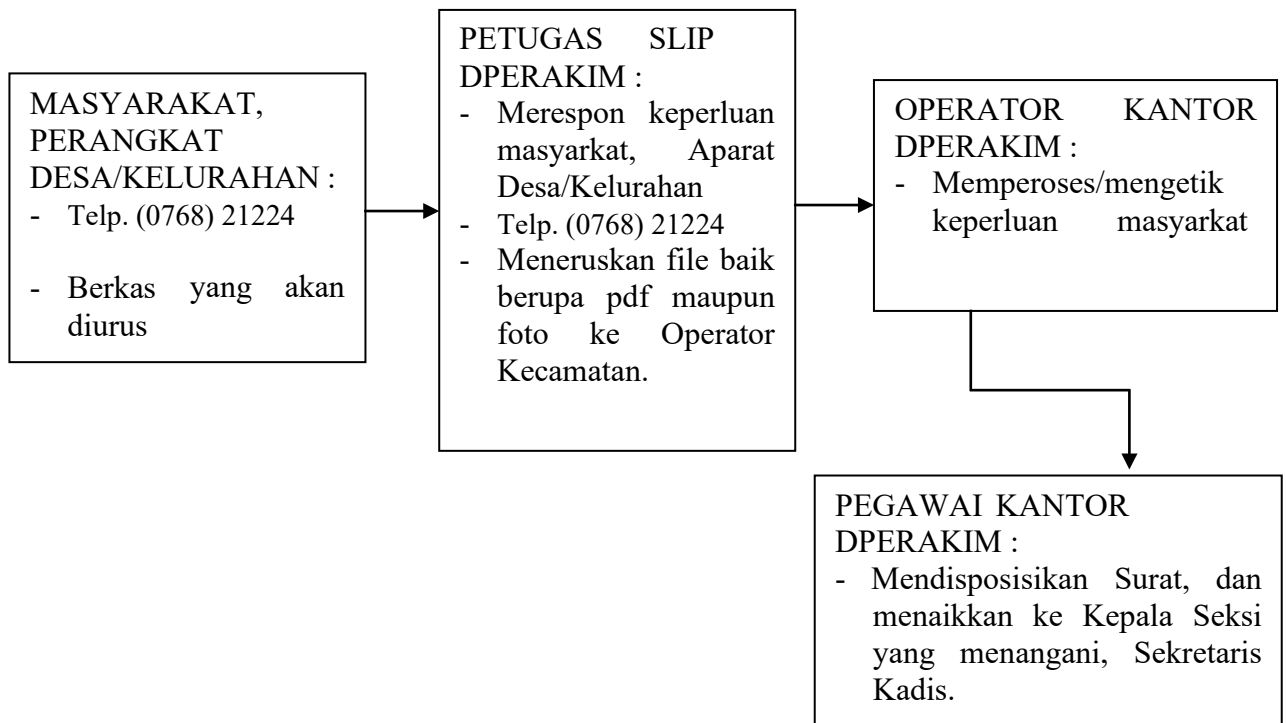 MASYARAKAT,
PERANGKAT
DESA/KELURAHAN :
- Telp. (0768) 21224
- Berkas yang akan
diurus
PETUGAS SLIP
DPERAKIM :
- Merespon keperluan
masyarkat, Aparat
Desa/Kelurahan
- Telp. (0768) 21224
- Meneruskan file baik
berupa pdf maupun
foto ke Operator
Kecamatan.
OPERATOR KANTOR
DPERAKIM :
- Memperoses/mengetik
keperluan masyarkat
PEGAWAI KANTOR
DPERAKIM :
- Mendisposisikan Surat, dan
menaikkan ke Kepala Seksi
yang menangani, Sekretaris
Kadis.